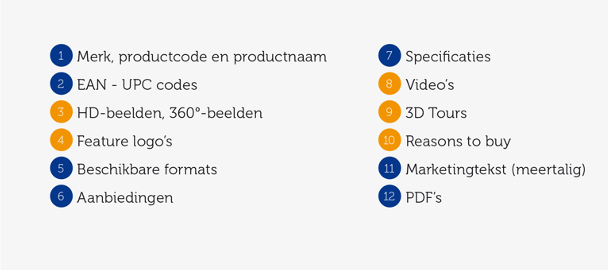 1 Merk, productcode en productnaam
2 EAN - UPC codes
3 HD-beelden, 360°-beelden
4 Feature logo's
5 Beschikbare formats
6 Aanbiedingen
7 Specificaties
8 Video's
9 3D Tours
10 Reasons to buy
11 Marketingtekst (meertalig)
12 PDF's